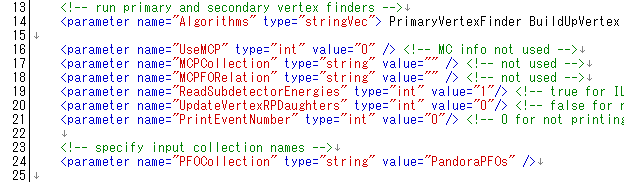 13 <!-- run primary and secondary vertex finders -->↓
14 <parameter name="Algorithms" type="stringVec"> PrimaryVertexFinder BuildUpVertex
15 ↓
16 <parameter name="UseMCP" type="int" value="0" /> <!-- MC info not used -->↓
17 <parameter name="MCPCollection" type="string" value="" /> <!-- not used -->↓
18 <parameter name="MCPFORelation" type="string" value="" /> <!-- not used -->↓
19 <parameter name="ReadSubdetectorEnergies" type="int" value="1"/> <!-- true for IL
20 <parameter name="UpdateVertexRPDaughters" type="int" value="0"/> <!-- false for
21 <parameter name="PrintEventNumber" type="int" value="0"/> <!-- 0 for not printing
22 ↓
23 <!-- specify input collection names -->↓
24 <parameter name="PFOCollection" type="string" value="PandoraPFOs" />↓
25 ↓